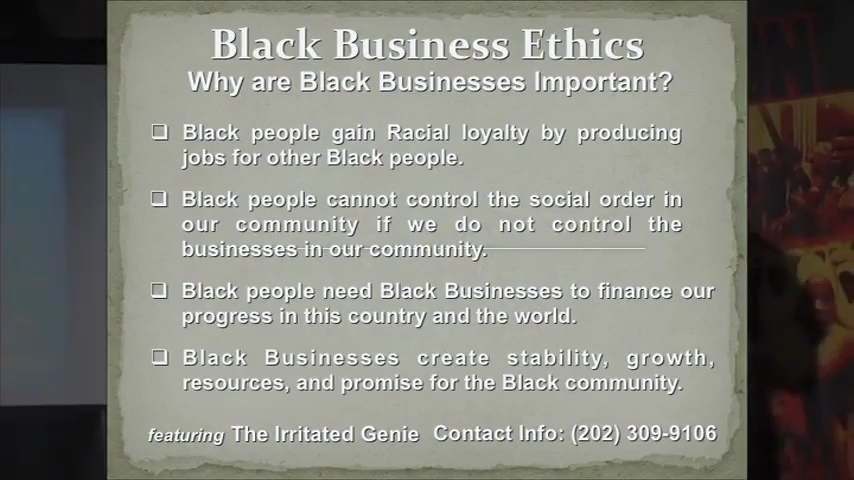 Black Business Ethics
Why are Black Businesses Important?
❑ Black people gain Racial loyalty by producing
jobs for other Black people.
❑ Black people cannot control the social order in
our community if we do not control the
businesses in our community.
❑ Black people need Black Businesses to finance our
progress in this country and the world.
❑ Black Businesses create stability, growth,
resources, and promise for the Black community.
featuring The Irritated Genie Contact Info: (202) 309-9106